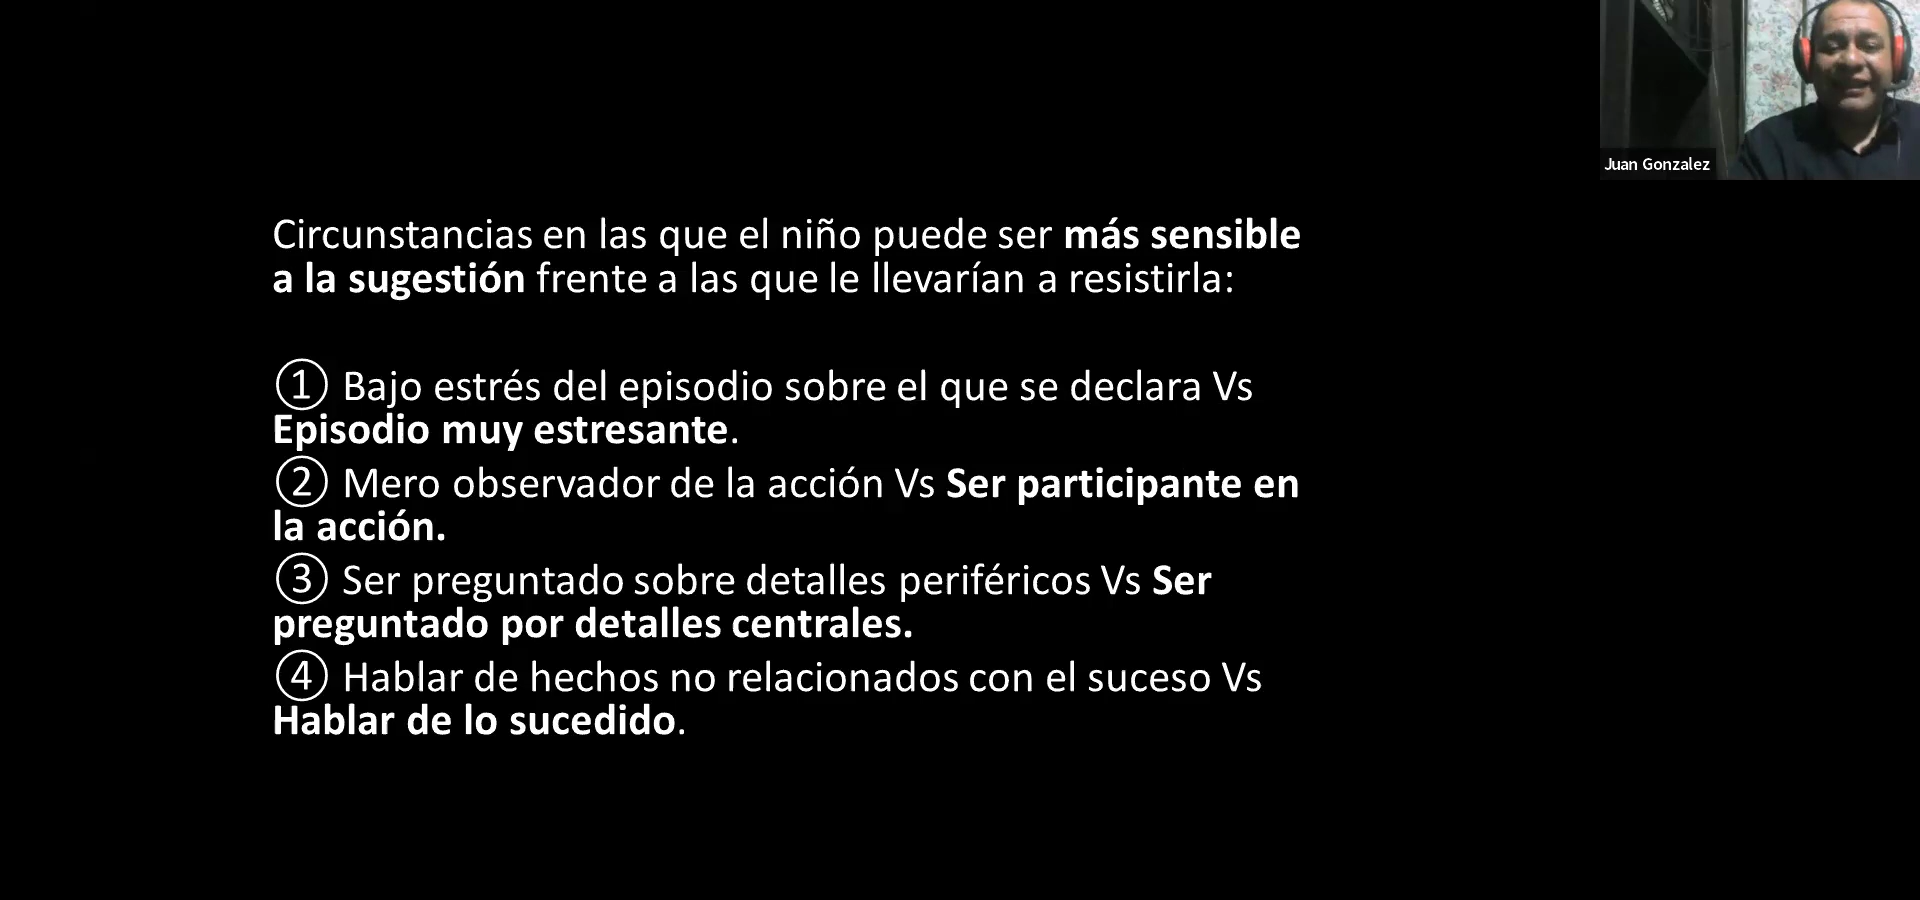 Juan Gonzalez
Circunstancias en las que el niño puede ser más sensible
a la sugestión frente a las que le llevarían a resistirla:
① Bajo estrés del episodio sobre el que se declara Vs
Episodio muy estresante.
② Mero observador de la acción Vs Ser participante en
la acción.
③ Ser preguntado sobre detalles periféricos Vs Ser
preguntado por detalles centrales.
④ Hablar de hechos no relacionados con el suceso Vs
Hablar de lo sucedido.